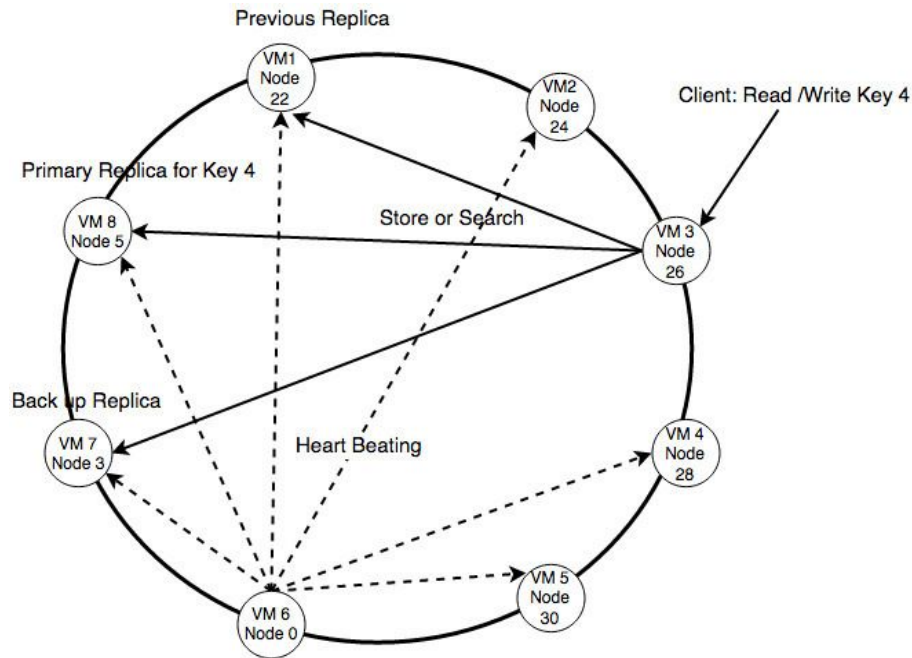 Previous Replica
VM1
Node
22
VM2
Node
24
Client: Read /Write Key 4
Primary Replica for Key 4
VM 8
Node 5
Store or Search
VM 3
Node
26
Back up Replica
VM 7
Node 3
Heart Beating
VM 4
Node
28
VM 5
Node
30
VM 6
Node 0